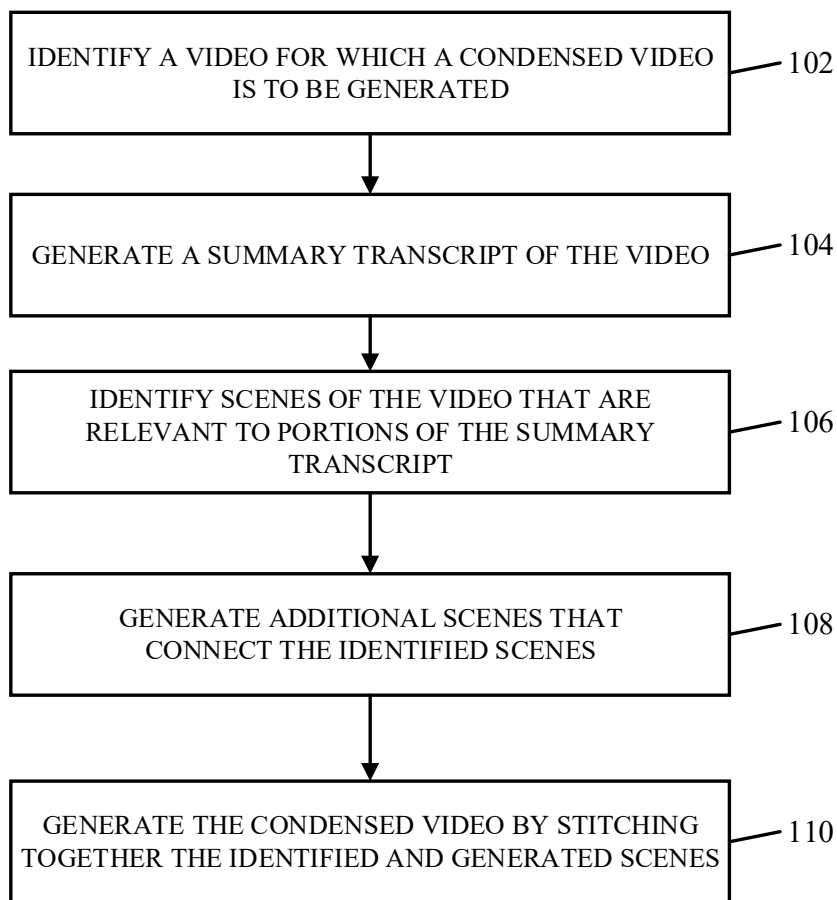 IDENTIFY A VIDEO FOR WHICH A CONDENSED VIDEO
IS TO BE GENERATED
102
GENERATE A SUMMARY TRANSCRIPT OF THE VIDEO
104
IDENTIFY SCENES OF THE VIDEO THAT ARE
RELEVANT TO PORTIONS OF THE SUMMARY
TRANSCRIPT
106
GENERATE ADDITIONAL SCENES THAT
CONNECT THE IDENTIFIED SCENES
108
GENERATE THE CONDENSED VIDEO BY STITCHING
TOGETHER THE IDENTIFIED AND GENERATED SCENES
110